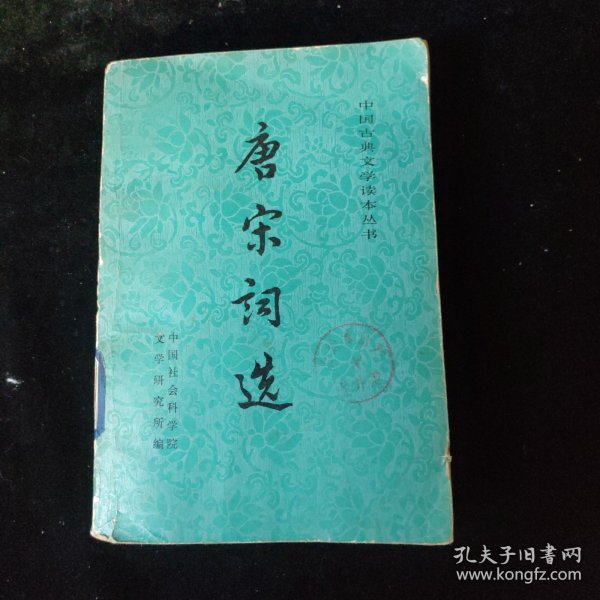 中国古典文学读本丛书
唐宋词选
中国社会科学院
文学研究所编
孔夫子旧书网
www.kongfz.com